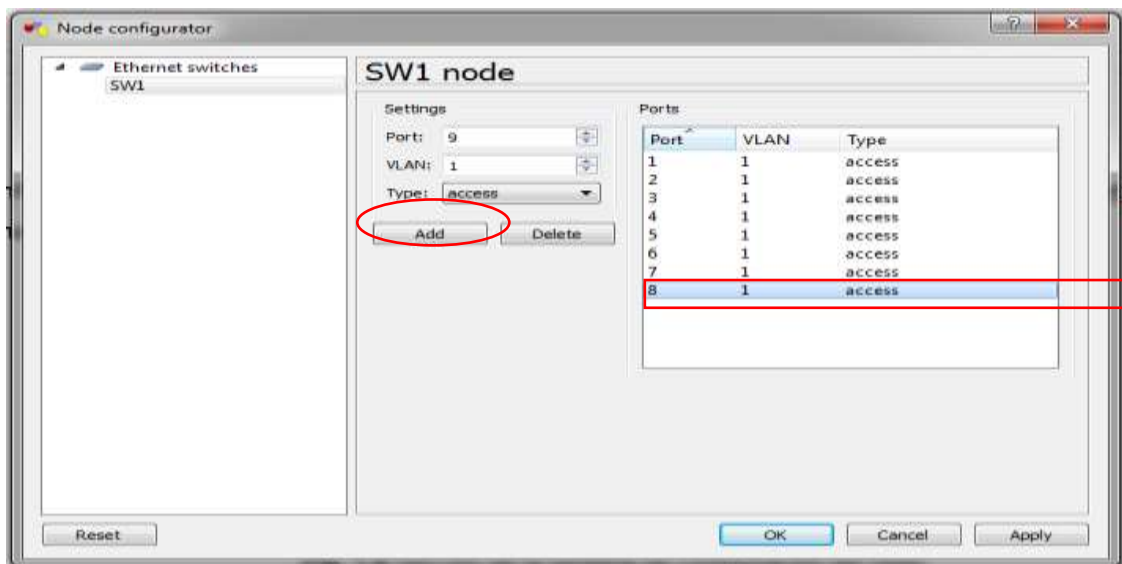 Node configurator
Ethernet switches
SW1
SW1 node
Settings
Port: 9
VLAN: 1
Type: access
Add Delete
Ports
Port VLAN Type
1 1 access
2 1 access
3 1 access
4 1 access
5 1 access
6 1 access
7 1 access
8 1 access
Reset OK Cancel Apply